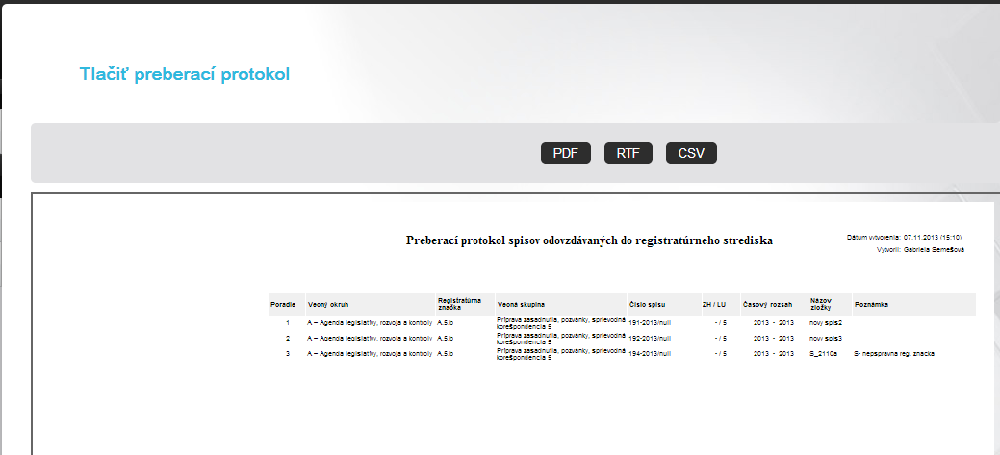 Tlačiť preberací protokol
PDF RTF CSV
Preberací protokol spisov odovzdávaných do registratúrneho strediska
Dátum vytvorenia: 07.11.2013 (15:10)
Vytvoril: Gabriela Semešová
Poradie Vecný okruh Registratúrna značka Vecná skupina Číslo spisu ZH / LU Časový rozsah Názov zložky Poznámka
1 A – Agenda legislatívy, rozvoja a kontroly A.5.b Príprava zasadnutia, pozvánky, sprievodná korešpondencia 5 191-2013/null - / 5 2013 - 2013 novy spis2
2 A – Agenda legislatívy, rozvoja a kontroly A.5.b Príprava zasadnutia, pozvánky, sprievodná korešpondencia 5 192-2013/null - / 5 2013 - 2013 novy spis3
3 A – Agenda legislatívy, rozvoja a kontroly A.5.b Príprava zasadnutia, pozvánky, sprievodná korešpondencia 5 194-2013/null - / 5 2013 - 2013 S_2110a S- nepspravna reg. znacka